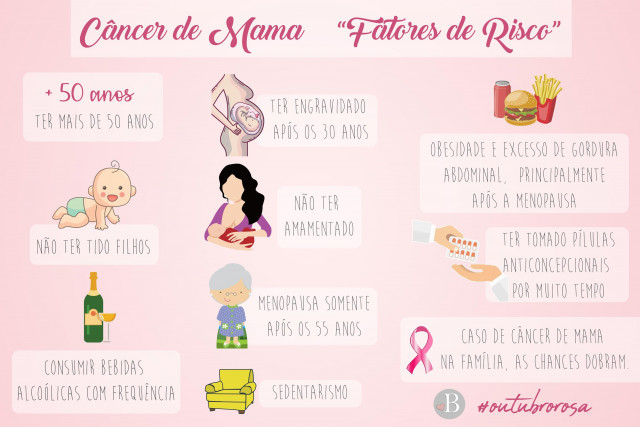 Câncer de Mama “Fatores de Risco”
+ 50 anos
TER MAIS DE 50 ANOS
NÃO TER TIDO FILHOS
CONSUMIR BEBIDAS
ALCOÓLICAS COM FREQUÊNCIA
TER ENGRAVIDADO
APÓS OS 30 ANOS
NÃO TER
AMAMENTADO
MENOPAUSA SOMENTE
APÓS OS 55 ANOS
SEDENTARISMO
OBESIDADE E EXCESSO DE GORDURA
ABDOMINAL, PRINCIPALMENTE
APÓS A MENOPAUSA
TER TOMADO PÍLULAS
ANTICONCEPCIONAIS
POR MUITO TEMPO
CASO DE CÂNCER DE MAMA
NA FAMÍLIA, AS CHANCES DOBRAM.
B
#outubrorosa